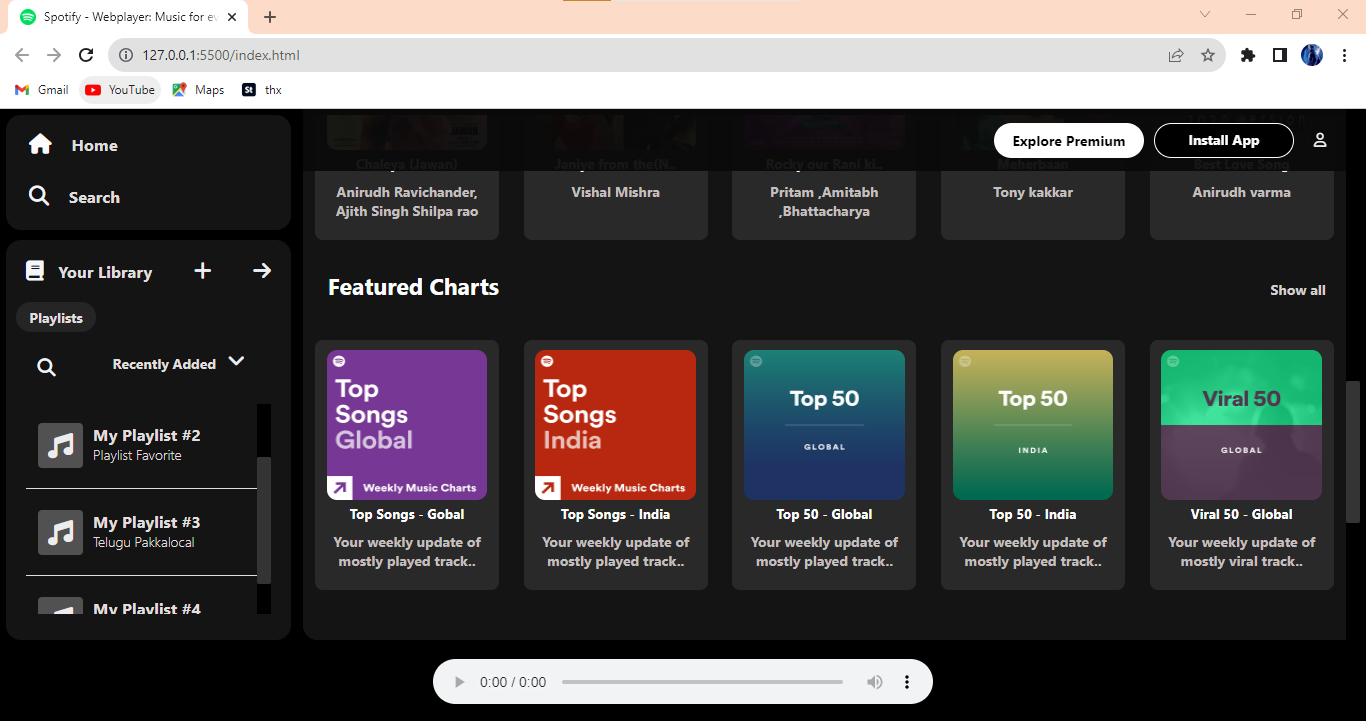 Spotify - Webplayer: Music for ev
127.0.0.1:5500/index.html
Gmail
YouTube
Maps
St
thx
Home
Search
Your Library
Playlists
Recently Added
My Playlist #2
Playlist Favorite
My Playlist #3
Telugu Pakkalocal
My Playlist #4
Explore Premium
Install App
Chaleya (Jawan)
Anirudh Ravichander,
Ajith Singh Shilpa rao
Janiye from the(N..
Vishal Mishra
Rocky our Rani ki..
Pritam ,Amitabh
,Bhattacharya
Meherbaan
Tony kakkar
Best Love Song
Anirudh varma
Featured Charts
Show all
Top
Songs
Global
Weekly Music Charts
Top Songs - Gobal
Your weekly update of
mostly played track..
Top
Songs
India
Weekly Music Charts
Top Songs - India
Your weekly update of
mostly played track..
Top 50
GLOBAL
Top 50 - Global
Your weekly update of
mostly played track..
Top 50
INDIA
Top 50 - India
Your weekly update of
mostly played track..
Viral 50
GLOBAL
Viral 50 - Global
Your weekly update of
mostly viral track..
0:00 / 0:00